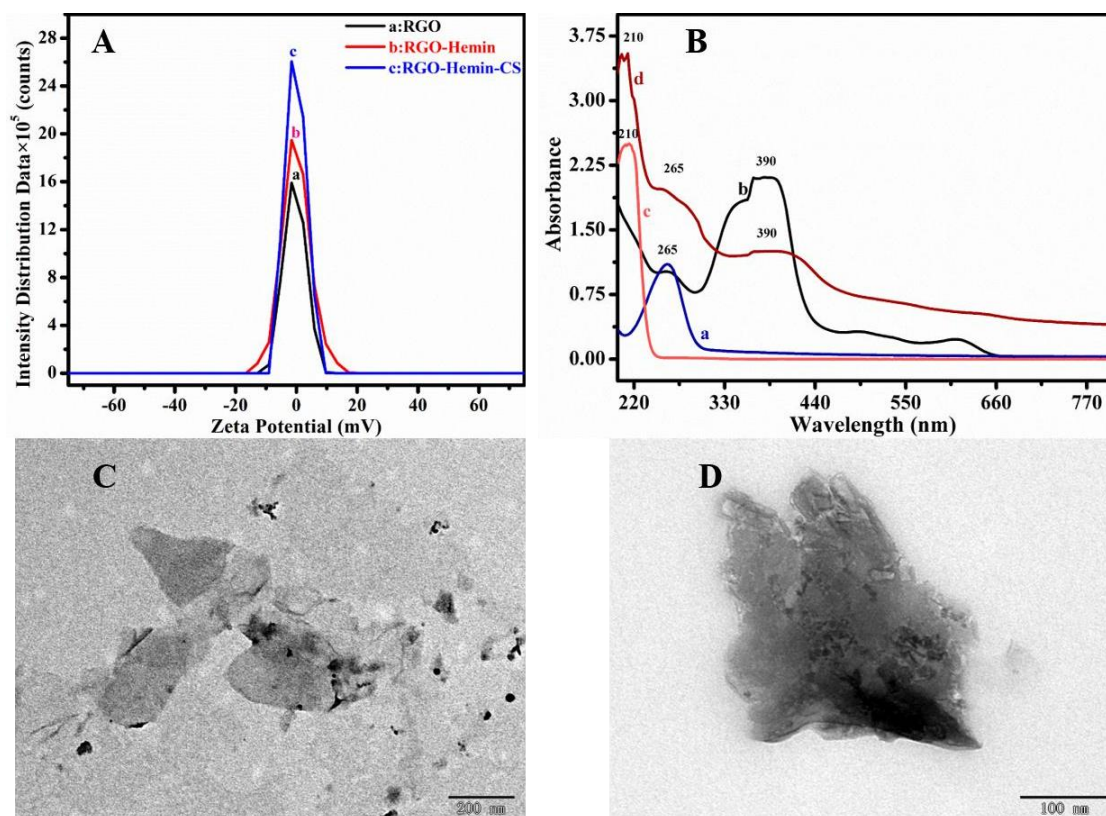 A
a:RGO
b:RGO-Hemin
c:RGO-Hemin-CS
c
b
a
Intensity Distribution Data×10⁵ (counts)
28
24
20
16
12
8
4
0
-60 -40 -20 0 20 40 60
Zeta Potential (mV)
B
210
d
210
c
265
265
a
b
390
390
Absorbance
3.75
3.00
2.25
1.50
0.75
0.00
220 330 440 550 660 770
Wavelength (nm)
C
200 nm
D
100 nm